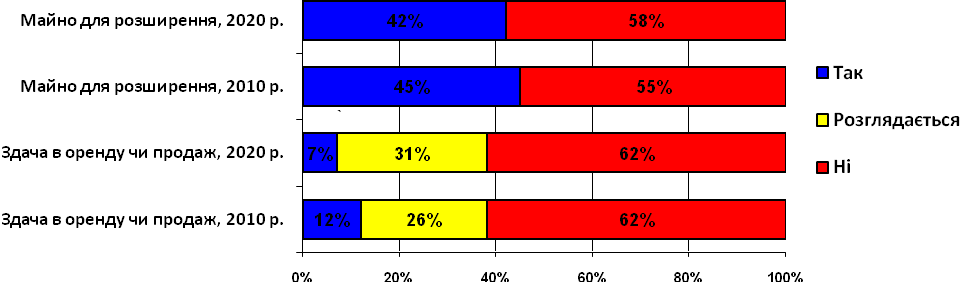 Майно для розширення, 2020 р.
42%
58%
Майно для розширення, 2010 р.
45%
55%
Здача в оренду чи продаж, 2020 р.
7%
31%
62%
Здача в оренду чи продаж, 2010 р.
12%
26%
62%
0%
20%
40%
60%
80%
100%
Так
Розглядається
Ні